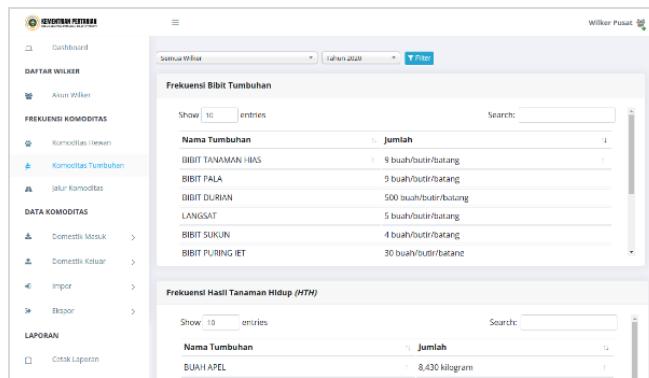 KEMENTRIAN PERTANIAN
Wilker Pusat
Dashboard
DAFTAR WILKER
Akun Wilker
FREKUENSI KOMODITAS
Komoditas Hewan
Komoditas Tumbuhan
Jalur Komoditas
DATA KOMODITAS
Domestik Masuk
Domestik Keluar
Impor
Ekspor
LAPORAN
Cetak Laporan
Semua Wilker
Tahun 2020
Filter
Frekuensi Bibit Tumbuhan
Show 10 entries
Search:
Nama Tumbuhan Jumlah
BIBIT TANAMAN HIAS 9 buah/butir/batang
BIBIT PALA 9 buah/butir/batang
BIBIT DURIAN 500 buah/butir/batang
LANGSAT 5 buah/butir/batang
BIBIT SUKUN 4 buah/butir/batang
BIBIT PURING IET 30 buah/butir/batang
Frekuensi Hasil Tanaman Hidup (HTH)
Show 10 entries
Search:
Nama Tumbuhan Jumlah
BUAH APEL 8,430 kilogram